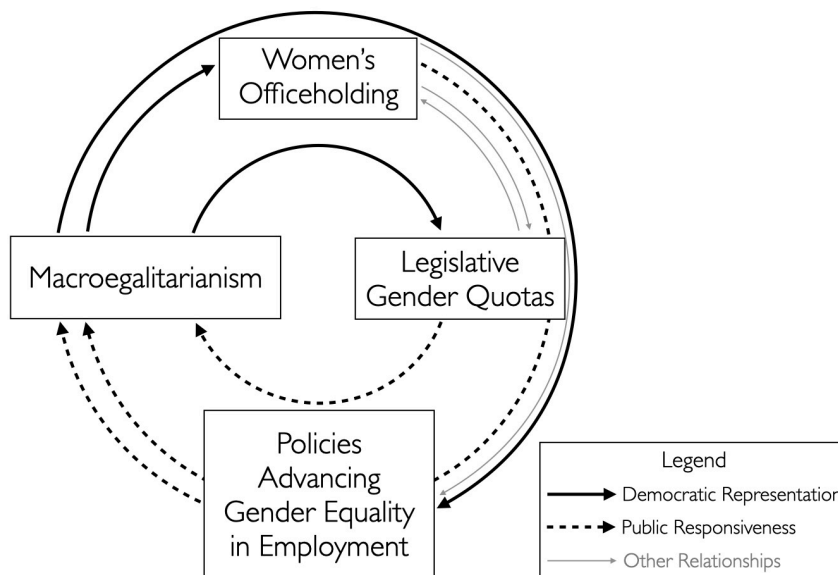 Women's
Officeholding
Macroegalitarianism
Legislative
Gender Quotas
Policies
Advancing
Gender Equality
in Employment
Legend
Democratic Representation
Public Responsiveness
Other Relationships